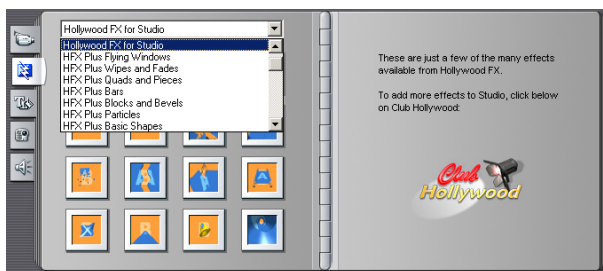 Hollywood FX for Studio
Hollywood FX for Studio
HFX Plus Flying Windows
HFX Plus Wipes and Fades
HFX Plus Quads and Pieces
HFX Plus Bars
HFX Plus Blocks and Bevels
HFX Plus Particles
HFX Plus Basic Shapes
These are just a few of the many effects
available from Hollywood FX.
To add more effects to Studio, click below
on Club Hollywood:
Club
Hollywood